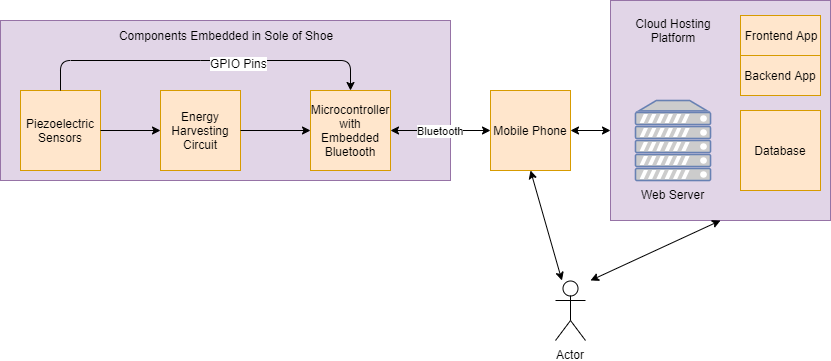 Components Embedded in Sole of Shoe
GPIO Pins
Piezoelectric
Sensors
Energy
Harvesting
Circuit
Microcontroller
with
Embedded
Bluetooth
Bluetooth
Mobile Phone
Cloud Hosting
Platform
Frontend App
Backend App
Database
Web Server
Actor